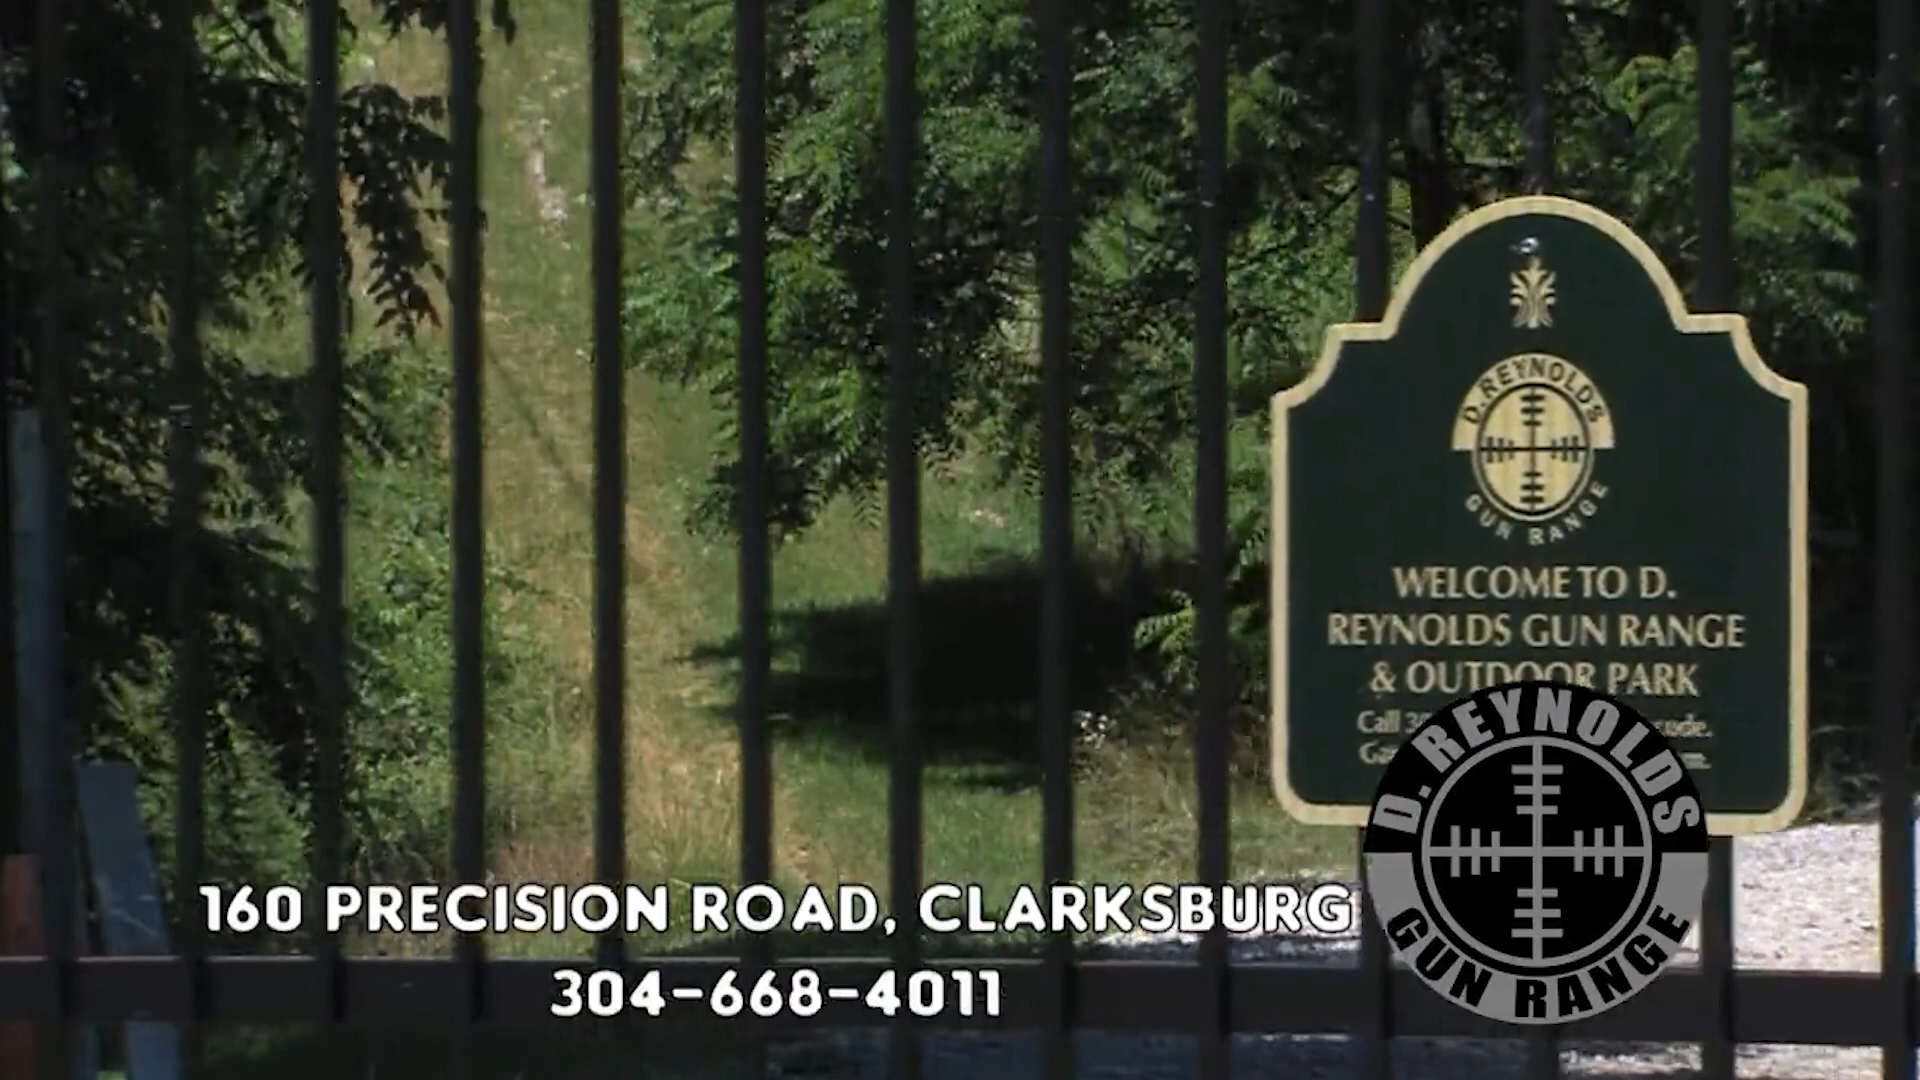 D. REYNOLDS
GUN RANGE
WELCOME TO D.
REYNOLDS GUN RANGE
& OUTDOOR PARK
Call
160 PRECISION ROAD, CLARKSBURG
304-668-4011
D. REYNOLDS
GUN RANGE